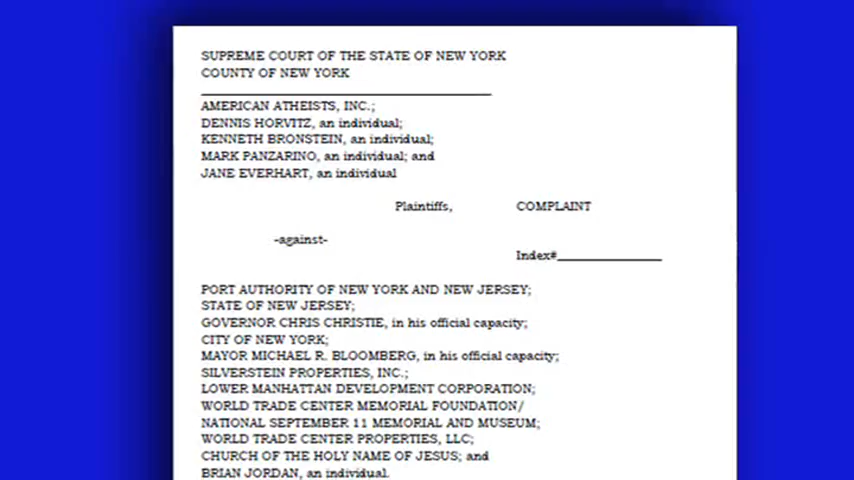 SUPREME COURT OF THE STATE OF NEW YORK
COUNTY OF NEW YORK
AMERICAN ATHEISTS, INC.;
DENNIS HORVITZ, an individual;
KENNETH BRONSTEIN, an individual;
MARK PANZARINO, an individual; and
JANE EVERHART, an individual
Plaintiffs, COMPLAINT
-against-
Index#
PORT AUTHORITY OF NEW YORK AND NEW JERSEY;
STATE OF NEW JERSEY;
GOVERNOR CHRIS CHRISTIE, in his official capacity;
CITY OF NEW YORK;
MAYOR MICHAEL R. BLOOMBERG, in his official capacity;
SILVERSTEIN PROPERTIES, INC.;
LOWER MANHATTAN DEVELOPMENT CORPORATION;
WORLD TRADE CENTER MEMORIAL FOUNDATION/
NATIONAL SEPTEMBER 11 MEMORIAL AND MUSEUM;
WORLD TRADE CENTER PROPERTIES, LLC;
CHURCH OF THE HOLY NAME OF JESUS; and
BRIAN JORDAN, an individual.